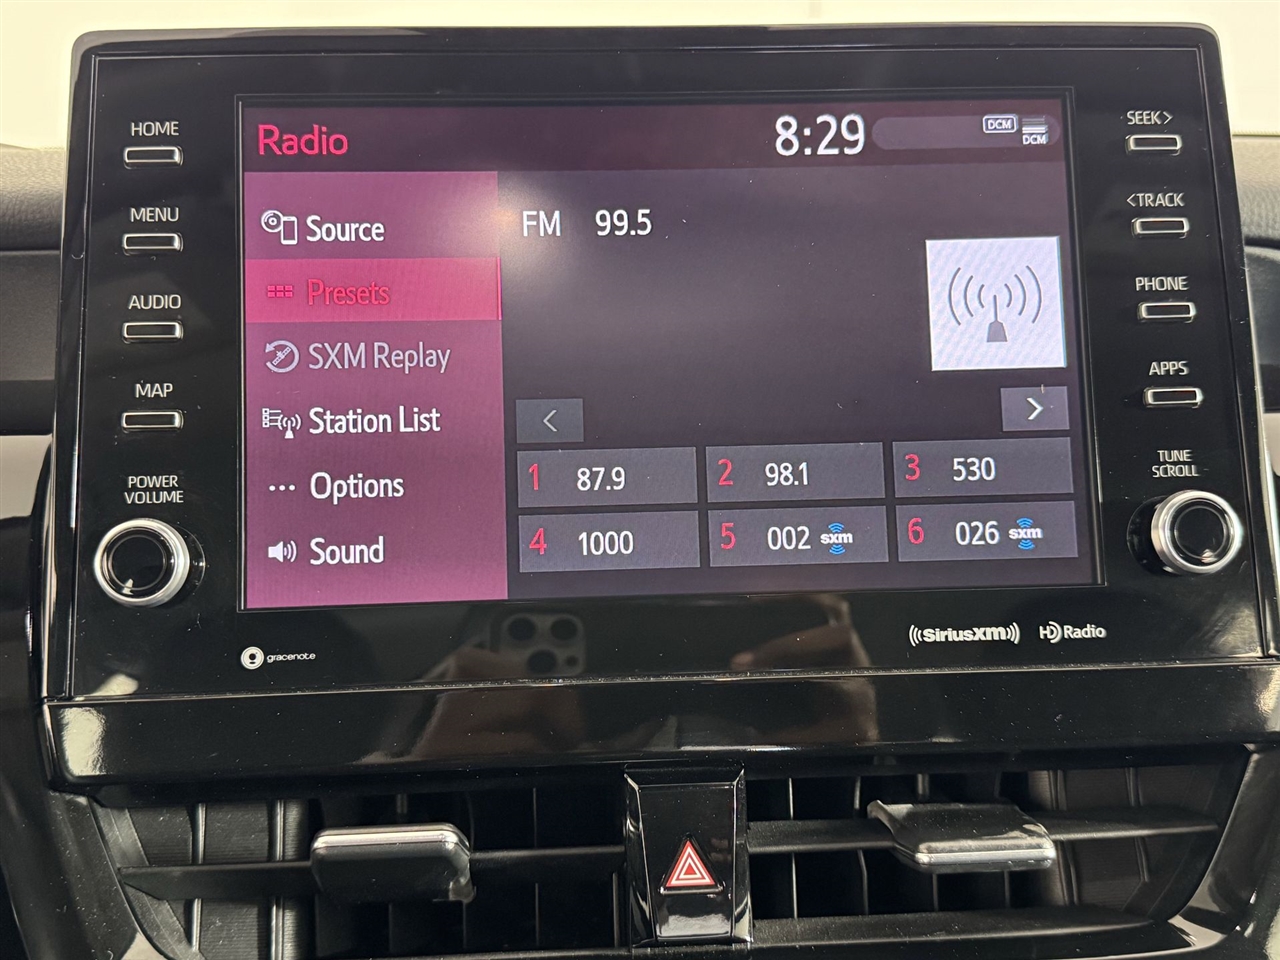 HOME
MENU
AUDIO
MAP
POWER
VOLUME
Radio
8:29
DCM
DCM
Source
Presets
SXM Replay
Station List
... Options
Sound
FM 99.5
<
>
1 87.9
2 98.1
3 530
4 1000
5 002 sxm
6 026 sxm
SEEK>
<TRACK
PHONE
APPS
TUNE
SCROLL
gracenote
((SiriusXM))
HD Radio